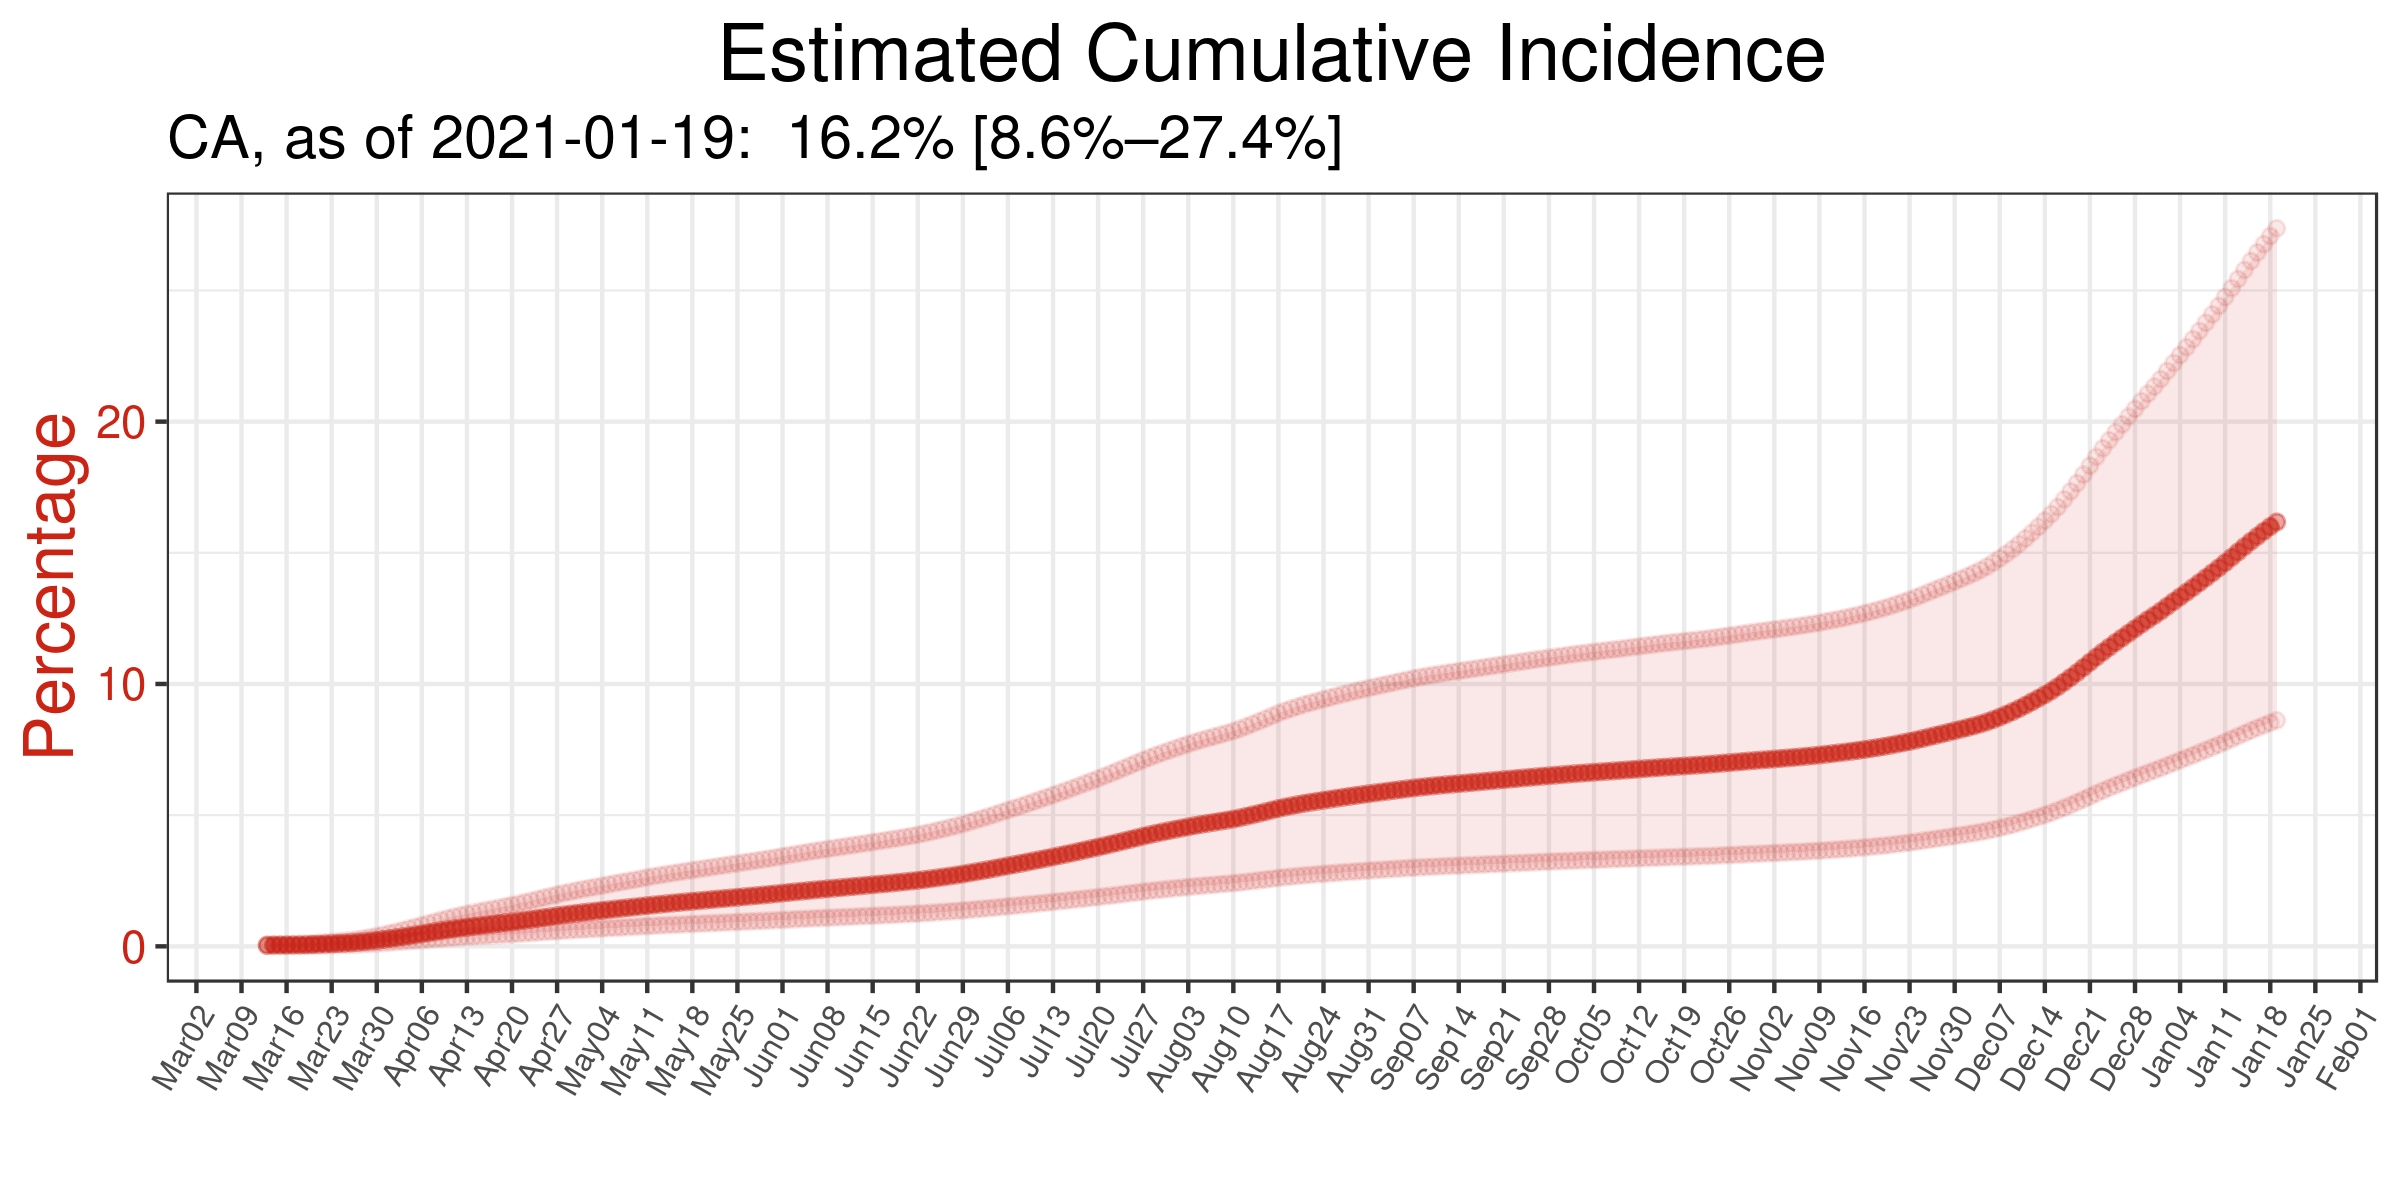 Estimated Cumulative Incidence
CA, as of 2021-01-19:  16.2% [8.6%–27.4%]
Percentage
20
10
0
Mar02
Mar09
Mar16
Mar23
Mar30
Apr06
Apr13
Apr20
Apr27
May04
May11
May18
May25
Jun01
Jun08
Jun15
Jun22
Jun29
Jul06
Jul13
Jul20
Jul27
Aug03
Aug10
Aug17
Aug24
Aug31
Sep07
Sep14
Sep21
Sep28
Oct05
Oct12
Oct19
Oct26
Nov02
Nov09
Nov16
Nov23
Nov30
Dec07
Dec14
Dec21
Dec28
Jan04
Jan11
Jan18
Jan25
Feb01